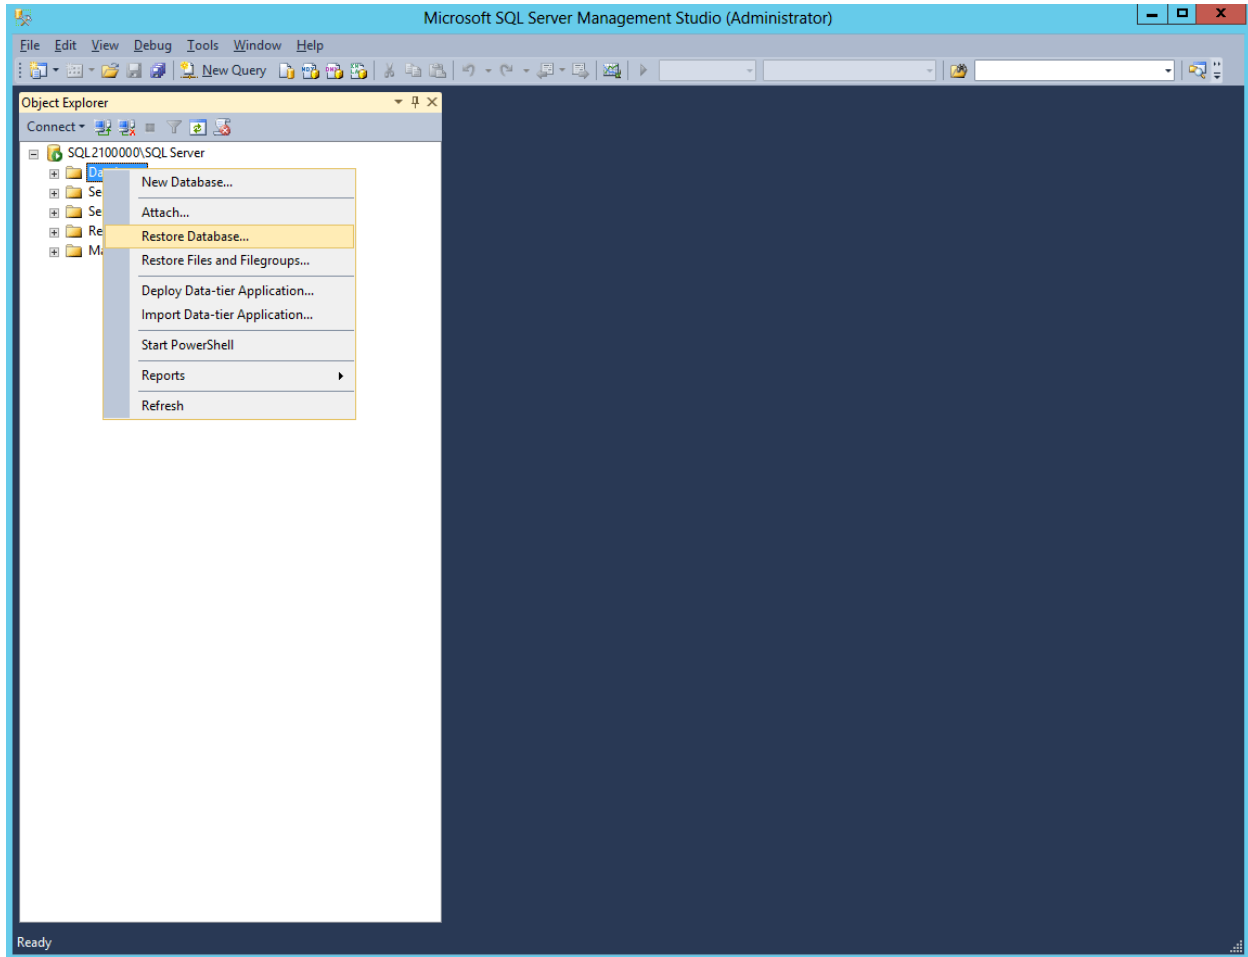 Microsoft SQL Server Management Studio (Administrator)
File Edit View Debug Tools Window Help
New Query
Object Explorer
Connect
SQL2100000\SQL Server
New Database...
Attach...
Restore Database...
Restore Files and Filegroups...
Deploy Data-tier Application...
Import Data-tier Application...
Start PowerShell
Reports
Refresh
Ready